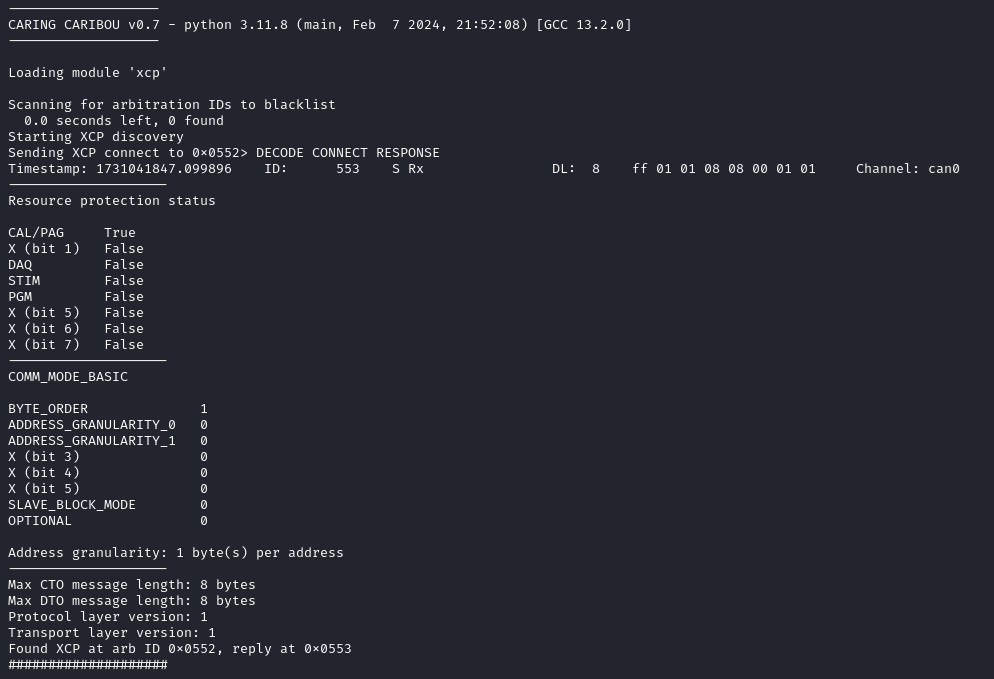 -------------------
CARING CARIBOU v0.7 - python 3.11.8 (main, Feb  7 2024, 21:52:08) [GCC 13.2.0]
-------------------
Loading module 'xcp'
Scanning for arbitration IDs to blacklist
  0.0 seconds left, 0 found
Starting XCP discovery
Sending XCP connect to 0x0552> DECODE CONNECT RESPONSE
Timestamp: 1731041847.099896    ID:      553    S Rx                DL:  8    ff 01 01 08 08 00 01 01     Channel: can0
--------------------
Resource protection status
CAL/PAG     True
X (bit 1)   False
DAQ         False
STIM        False
PGM         False
X (bit 5)   False
X (bit 6)   False
X (bit 7)   False
--------------------
COMM_MODE_BASIC
BYTE_ORDER              1
ADDRESS_GRANULARITY_0   0
ADDRESS_GRANULARITY_1   0
X (bit 3)               0
X (bit 4)               0
X (bit 5)               0
SLAVE_BLOCK_MODE        0
OPTIONAL                0
Address granularity: 1 byte(s) per address
--------------------
Max CTO message length: 8 bytes
Max DTO message length: 8 bytes
Protocol layer version: 1
Transport layer version: 1
Found XCP at arb ID 0x0552, reply at 0x0553
####################